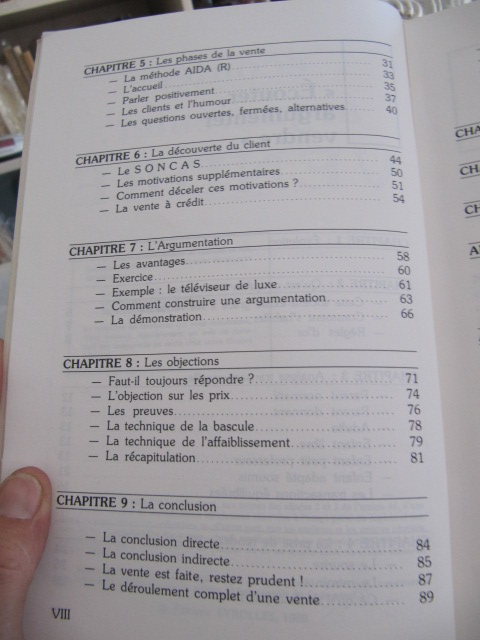 CHAPITRE 5 : Les phases de la vente
— La méthode AIDA (R) 31
— L'accueil 33
— Parler positivement 35
— Les clients et l'humour 37
— Les questions ouvertes, fermées, alternatives 40
CHAPITRE 6 : La découverte du client
— Le S O N C A S 44
— Les motivations supplémentaires 50
— Comment déceler ces motivations ? 51
— La vente à crédit 54
CHAPITRE 7 : L'Argumentation
— Les avantages 58
— Exercice 60
— Exemple : le téléviseur de luxe 61
— Comment construire une argumentation 63
— La démonstration 66
CHAPITRE 8 : Les objections
— Faut-il toujours répondre ? 71
— L'objection sur les prix 74
— Les preuves 76
— La technique de la bascule 78
— La technique de l'affaiblissement 79
— La récapitulation 81
CHAPITRE 9 : La conclusion
— La conclusion directe 84
— La conclusion indirecte 85
— La vente est faite, restez prudent ! 87
— Le déroulement complet d'une vente 89
VIII